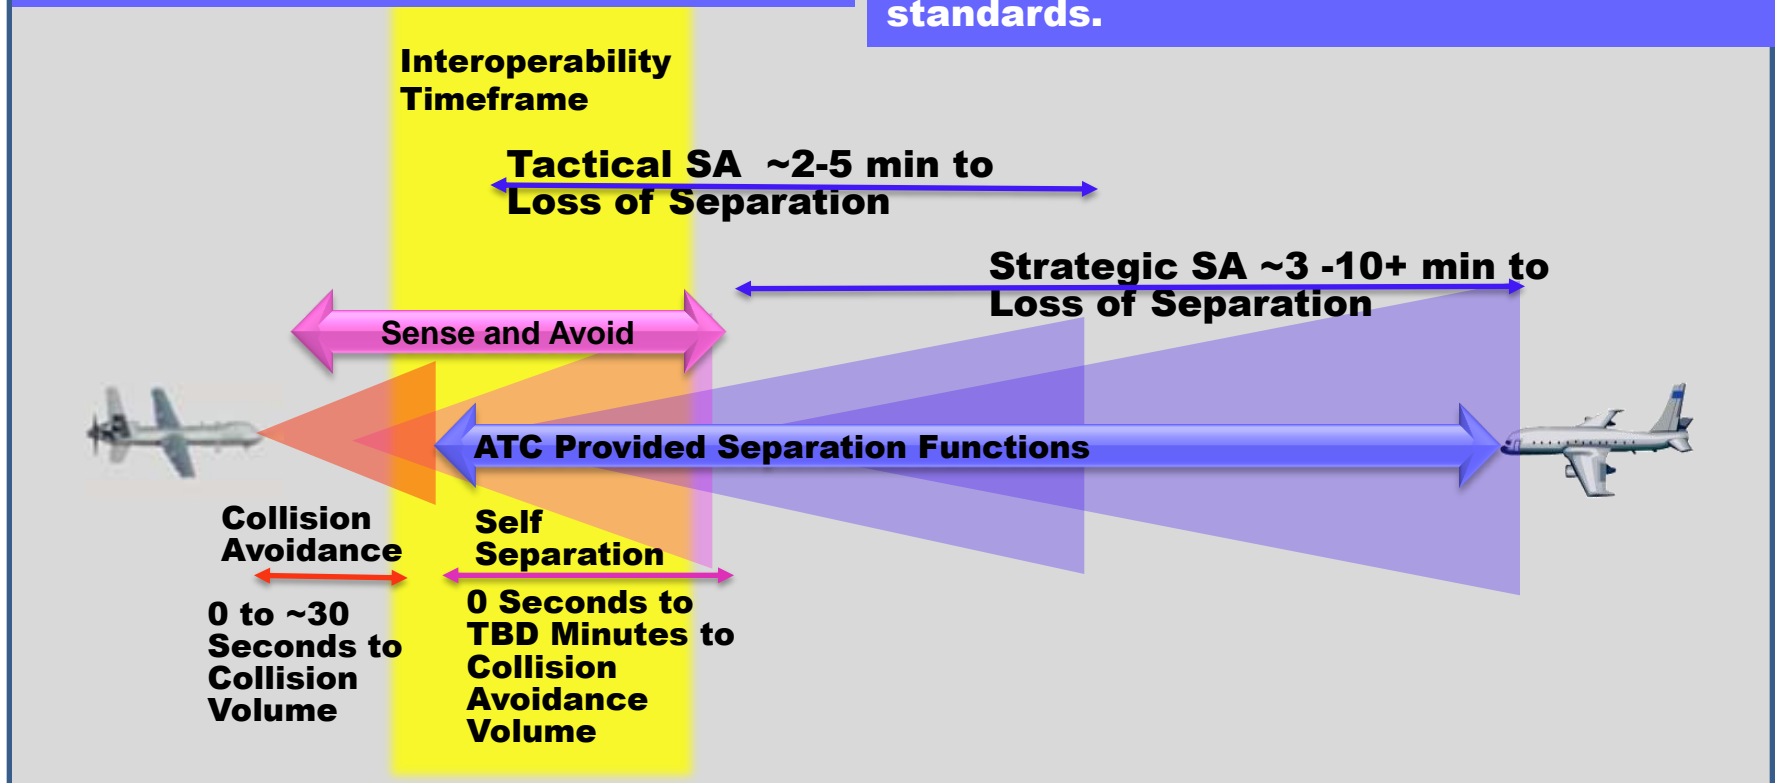 standards.
Interoperability
Timeframe
Tactical SA ~2-5 min to
Loss of Separation
Strategic SA ~3 -10+ min to
Loss of Separation
Sense and Avoid
ATC Provided Separation Functions
Collision
Avoidance
Self
Separation
0 to ~30
Seconds to
Collision
Volume
0 Seconds to
TBD Minutes to
Collision
Avoidance
Volume